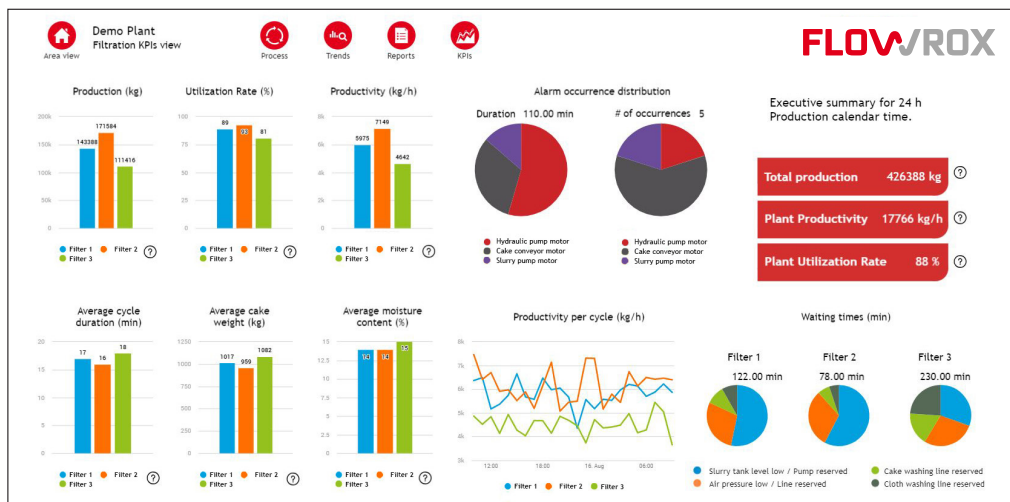 Demo Plant
Filtration KPIs view
Area view
Process
Trends
Reports
KPIs
FLOWROX
Production (kg)
200k
150k
100k
50k
0
143388
171584
111416
Filter 1
Filter 2
Filter 3
?
Utilization Rate (%)
100
75
50
25
0
89
93
81
Filter 1
Filter 2
Filter 3
?
Productivity (kg/h)
8k
6k
4k
2k
0
5975
7149
4642
Filter 1
Filter 2
Filter 3
?
Alarm occurrence distribution
Duration 110.00 min
Hydraulic pump motor
Cake conveyor motor
Slurry pump motor
# of occurrences 5
Hydraulic pump motor
Cake conveyor motor
Slurry pump motor
Executive summary for 24 h
Production calendar time.
Total production 426388 kg
?
Plant Productivity 17766 kg/h
?
Plant Utilization Rate 88 %
?
Average cycle
duration (min)
20
15
10
5
0
17
16
18
Filter 1
Filter 2
Filter 3
?
Average cake
weight (kg)
1250
1000
750
500
250
0
1017
959
1082
Filter 1
Filter 2
Filter 3
?
Average moisture
content (%)
15
12.5
10
7.5
5
2.5
0
14
14
15
Filter 1
Filter 2
Filter 3
?
Productivity per cycle (kg/h)
8k
7k
6k
5k
4k
3k
12:00
18:00
16. Aug
06:00
Filter 1
Filter 2
Filter 3
Waiting times (min)
Filter 1
122.00 min
Filter 2
78.00 min
Filter 3
230.00 min
Slurry tank level low / Pump reserved
Cake washing line reserved
Air pressure low / Line reserved
Cloth washing line reserved